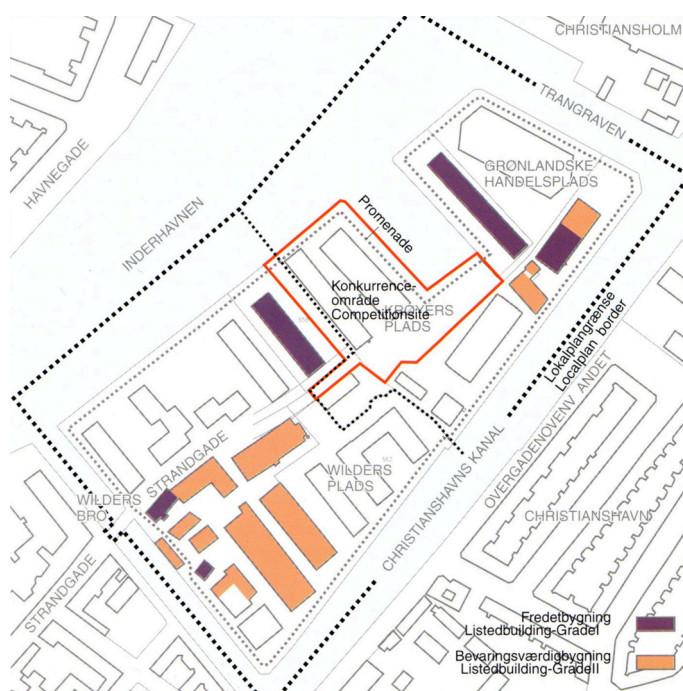 CHRISTIANSHOLM
TRANGRAVEN
HAVNEGADE
GRØNLANDSKE
HANDELSPLADS
INDERHAVNEN
Promenade
Konkurrence-
område
Competitionsite
KRØYERS
PLADS
Lokalplangrænse
Localplan border
OVERGADENOVENV ANDET
STRANDGADE
WILDERS
PLADS
WILDERS
BRO
CHRISTIANSHAVNS KANAL
CHRISTIANSHAVN
STRANDGADE
Fredetbygning
Listedbuilding-GradeI
Bevaringsværdigbygning
Listedbuilding-GradeII